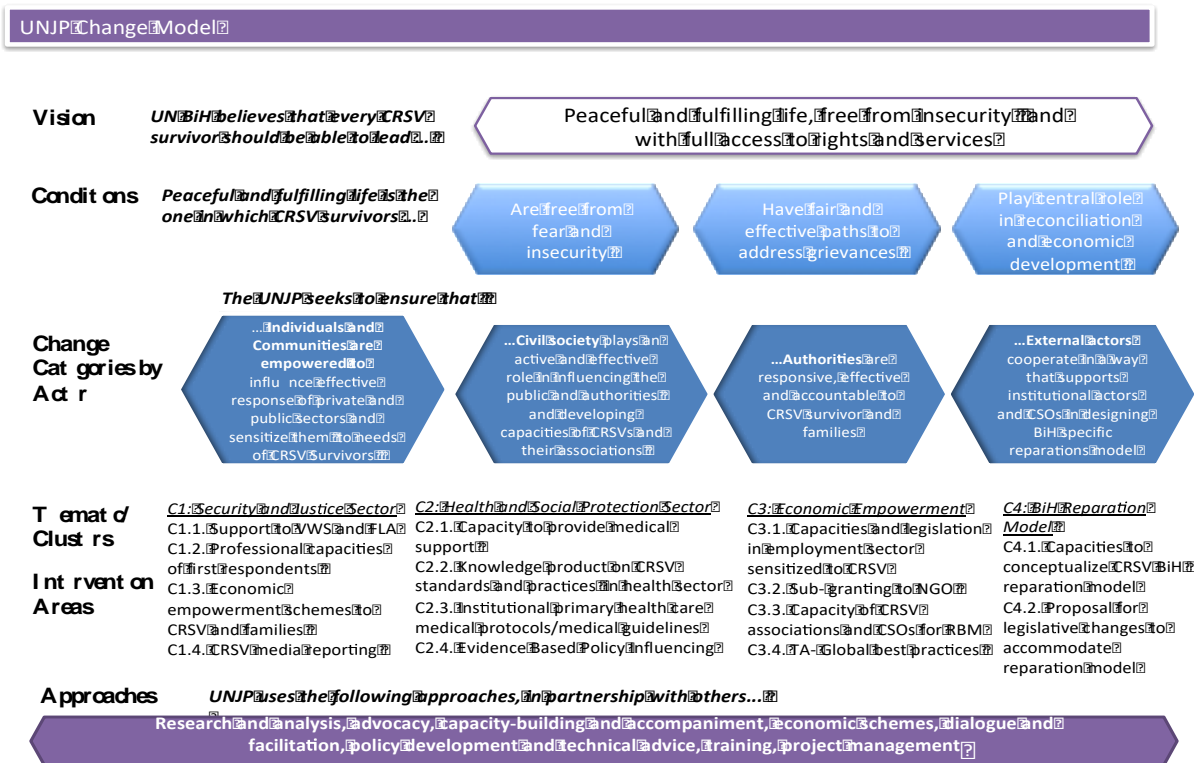 UNJP Change Model
Vision
UN BiH believes that every CRSV
survivor should be able to lead...
Peaceful and fulfilling life, free from insecurity and
with full access to rights and services
Conditi ons
Peaceful and fulfilling life is the
one in which CRSV survivors...
Are free from
fear and
insecurity
Have fair and
effective paths to
address grievances
Play central role
in reconciliation
and economic
development
The UNJP seeks to ensure that
Change
Cat gories by
Act r
...Individuals and
Communities are
empowered to
influ nce effective
response of private and
public sectors and
sensitize them to needs
of CRSV Survivors
...Civil society plays an
active and effective
role in influencing the
public and authorities
and developing
capacities of CRSVs and
their associations
...Authorities are
responsive, effective
and accountable to
CRSV survivor and
families
...External actors
cooperate in a way
that supports
institutional actors
and CSOs in designing
BiH specific
reparations model
T ematic/
Clust rs
Int rventi on
Areas
C1: Security and Justice Sector
C1.1. Support to VWS and FLA
C1.2. Professional capacities
of first respondents
C1.3. Economic
empowerment schemes to
CRSV and families
C1.4. CRSV media reporting
C2: Health and Social Protection Sector
C2.1. Capacity to provide medical
support
C2.2. Knowledge product on CRSV
standards and practices in health sector
C2.3. Institutional primary health care
medical protocols/medical guidelines
C2.4. Evidence Based Policy Influencing
C3: Economic Empowerment
C3.1. Capacities and legislation
in employment sector
sensitized to CRSV
C3.2. Sub-granting to NGO
C3.3. Capacity of CRSV
associations and CSOs for RBM
C3.4. TA- Global best practices
C4: BiH Reparation
Model
C4.1. Capacities to
conceptualize CRSV BiH
reparation model
C4.2. Proposal for
legislative changes to
accommodate
reparation model
Approaches
UNJP uses the following approaches, in partnership with others...
Research and analysis, advocacy, capacity-building and accompaniment, economic schemes, dialogue and
facilitation, policy development and technical advice, training, project management